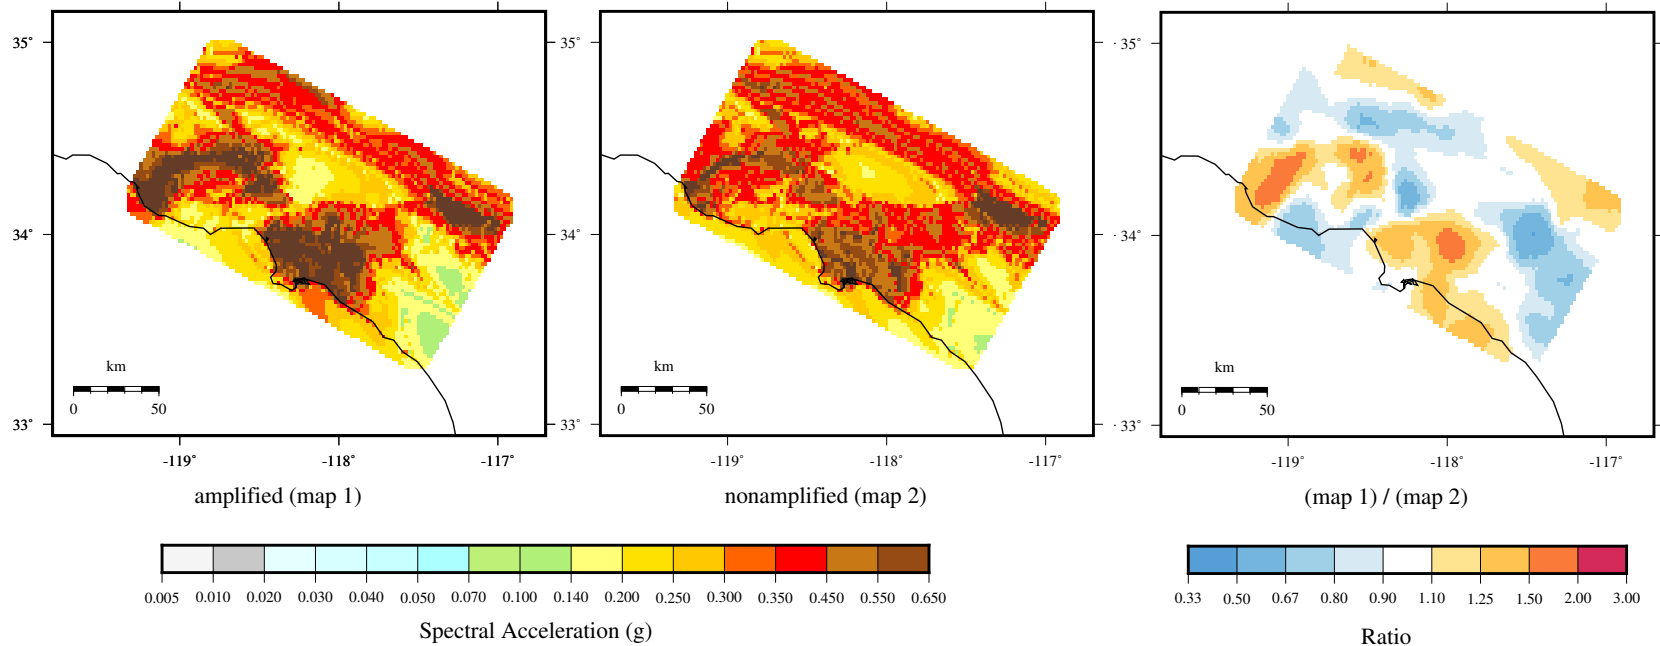 35˚
34˚
33˚
km
0 50
-119˚ -118˚ -117˚
amplified (map 1)
35˚
34˚
33˚
km
0 50
-119˚ -118˚ -117˚
nonamplified (map 2)
35˚
34˚
33˚
km
0 50
-119˚ -118˚ -117˚
(map 1) / (map 2)
0.005 0.010 0.020 0.030 0.040 0.050 0.070 0.100 0.140 0.200 0.250 0.300 0.350 0.450 0.550 0.650
Spectral Acceleration (g)
0.33 0.50 0.67 0.80 0.90 1.10 1.25 1.50 2.00 3.00
Ratio